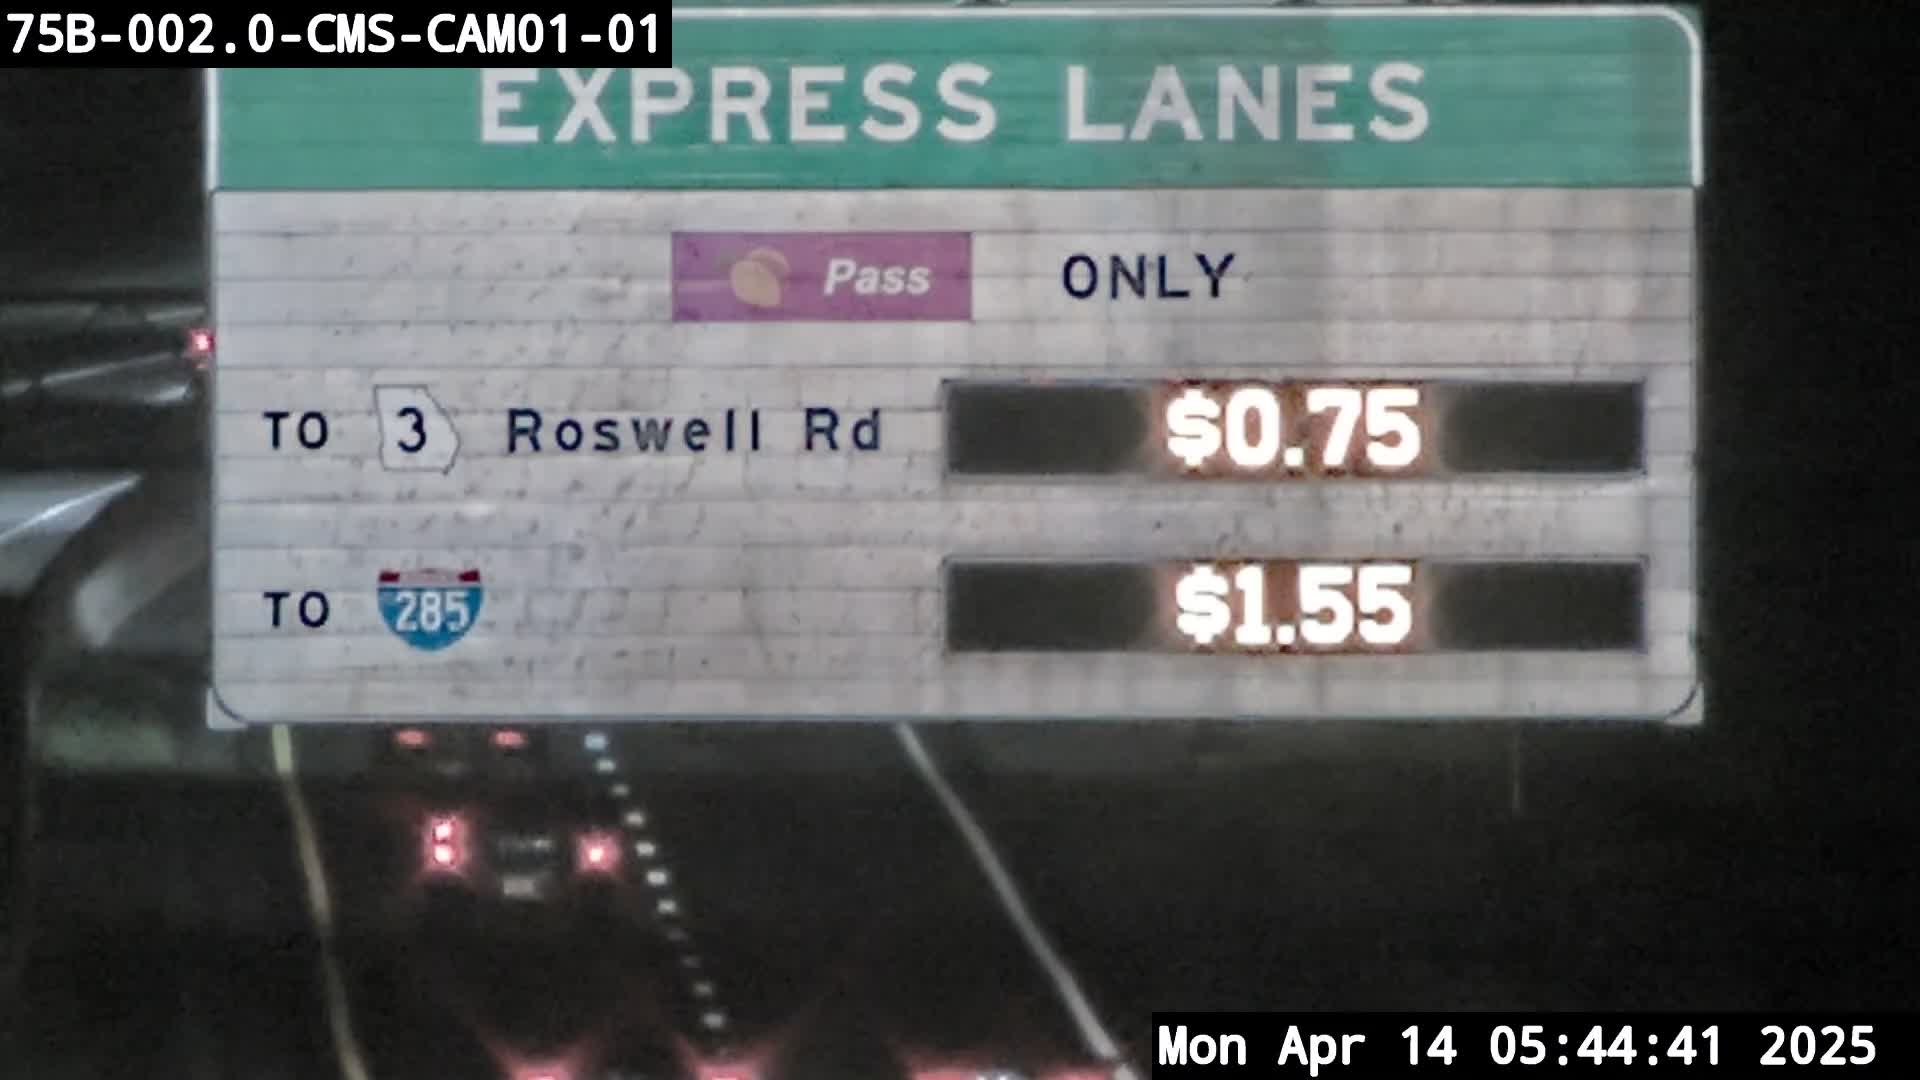 75B-002.0-CMS-CAM01-01
EXPRESS LANES
Pass ONLY
TO 3 Roswell Rd $0.75
TO 285 $1.55
Mon Apr 14 05:44:41 2025